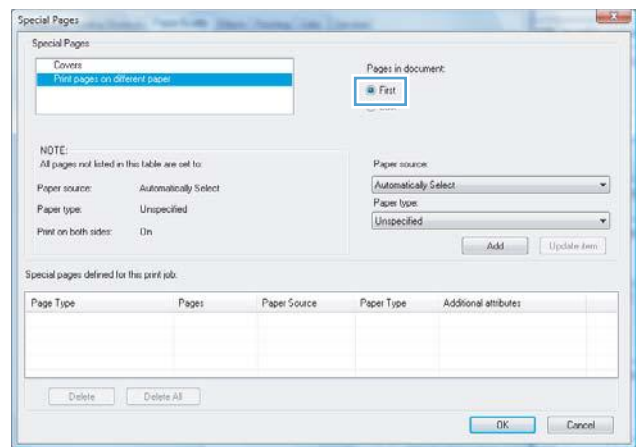 Special Pages
Special Pages
Covers
Print pages on different paper
Pages in document:
First
NOTE:
All pages not listed in this table are set to:
Paper source: Automatically Select
Paper type: Unspecified
Print on both sides: On
Paper source:
Automatically Select
Paper type:
Unspecified
Add Update item
Special pages defined for this print job:
Page Type Pages Paper Source Paper Type Additional attributes
Delete Delete All
OK Cancel